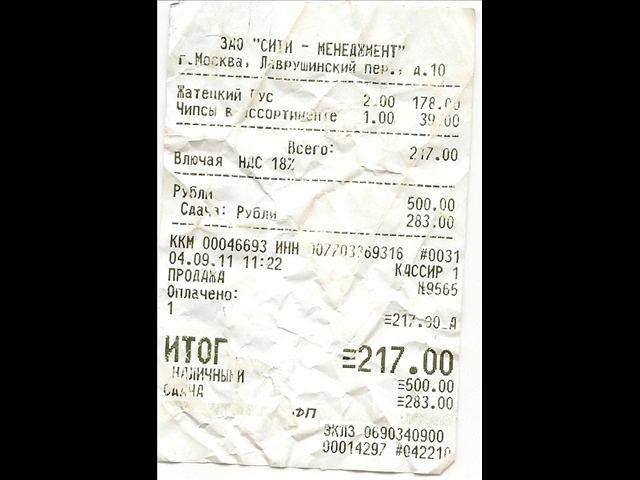 ЗАО "СИТИ - МЕНЕДЖМЕНТ"
г.Москва, Лаврушинский пер., д.10
Жатецкий Гус 2.00 178.00
Чипсы в ассортименте 1.00 39.00
Всего: 217.00
Влючая НДС 18%
Рубли 500.00
Сдача: Рубли 283.00
ККМ 00046693 ИНН 007703369316 #0031
04.09.11 11:22 КАССИР 1
ПРОДАЖА №9565
Оплачено:
1 ≡217.00_А
ИТОГ ≡217.00
НАЛИЧНЫМИ ≡500.00
СДАЧА ≡283.00
ФП
ЭКЛЗ 0690340900
00014297 #042210